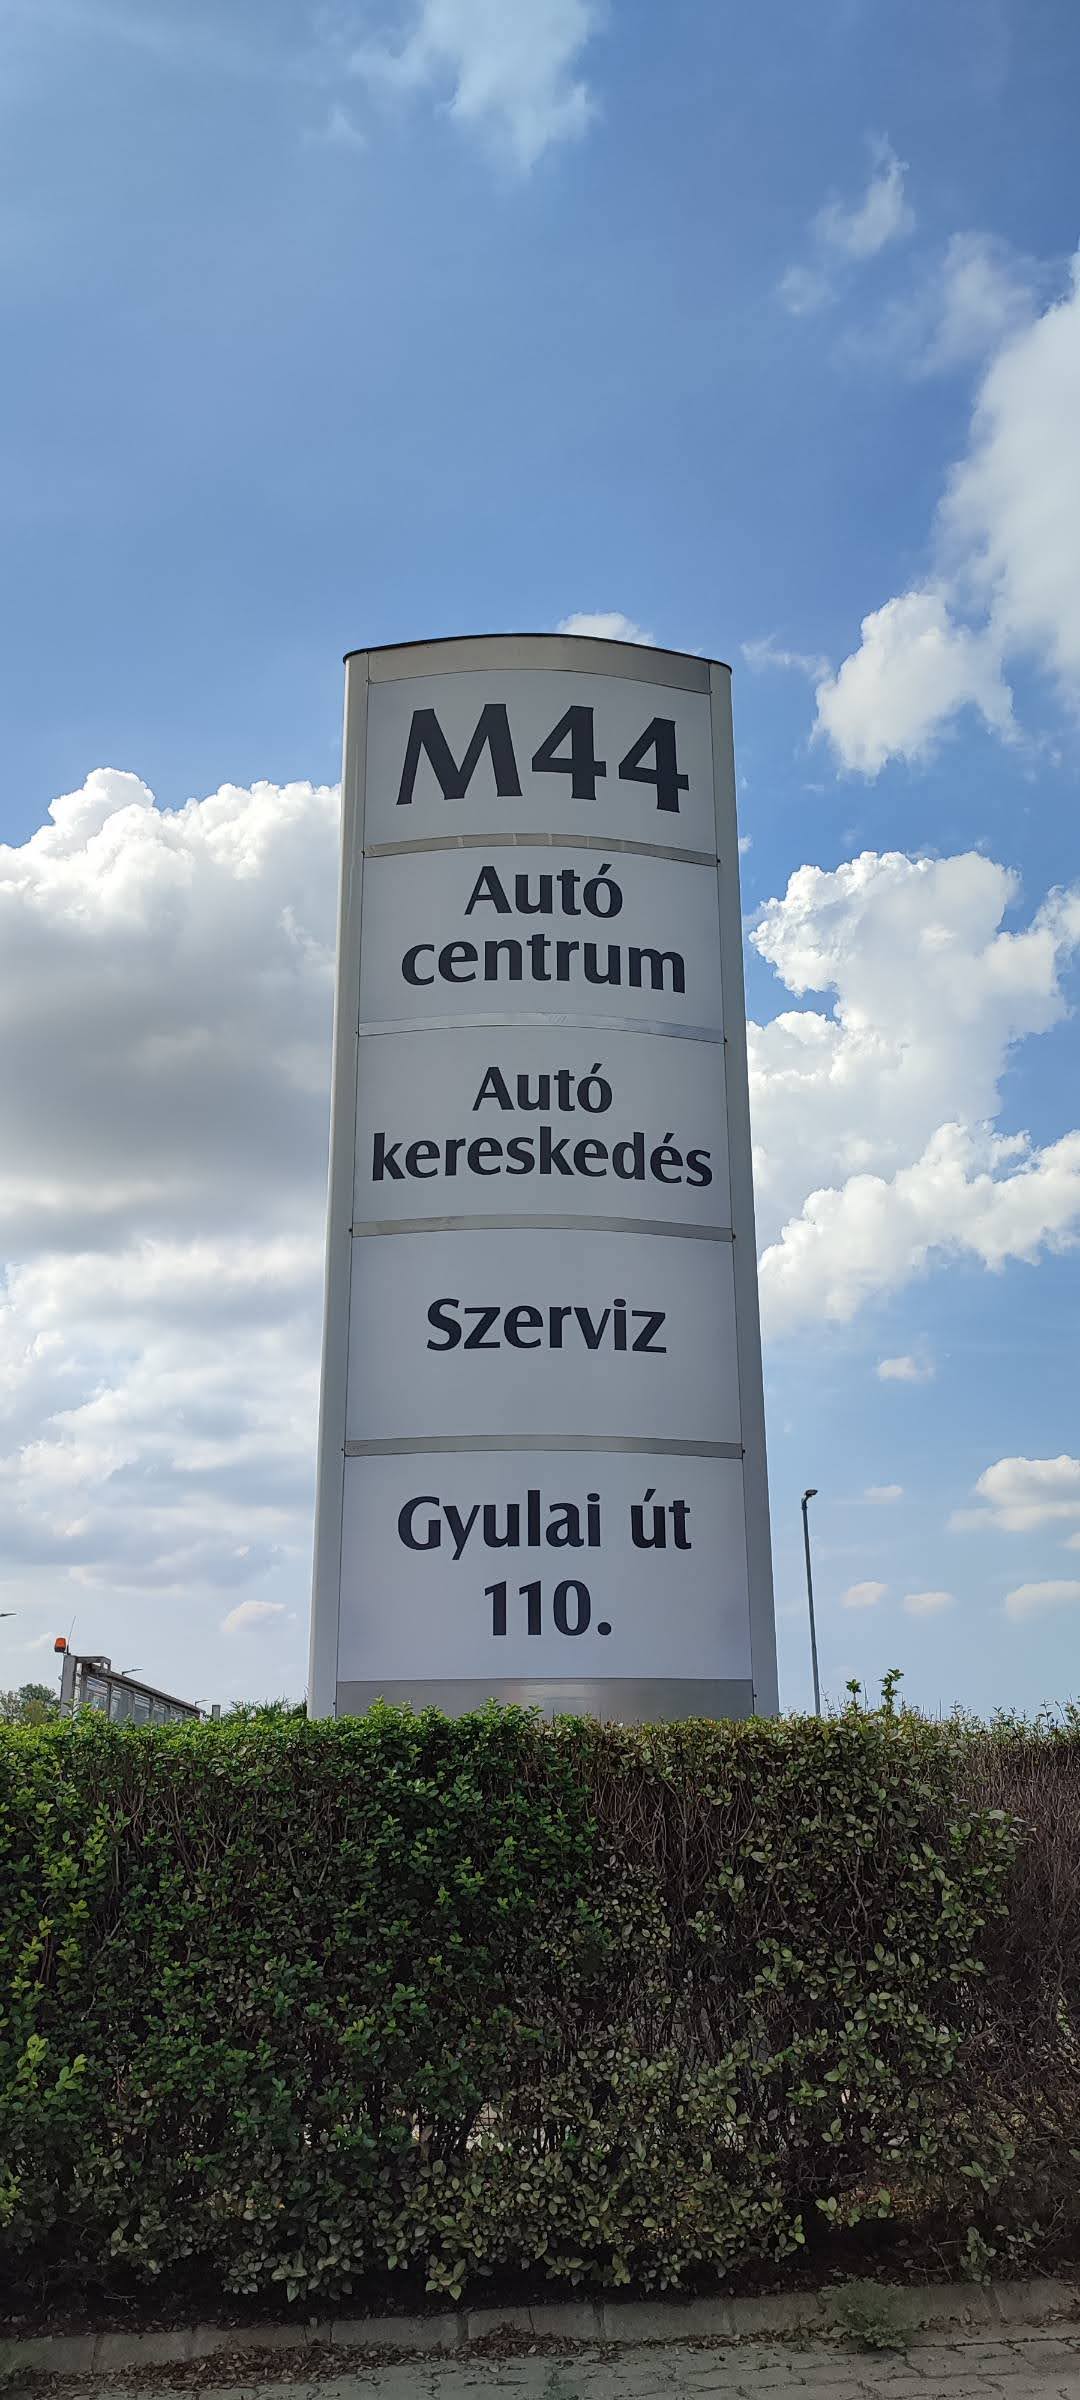 M44
Autó
centrum
Autó
kereskedés
Szerviz
Gyulai út
110.